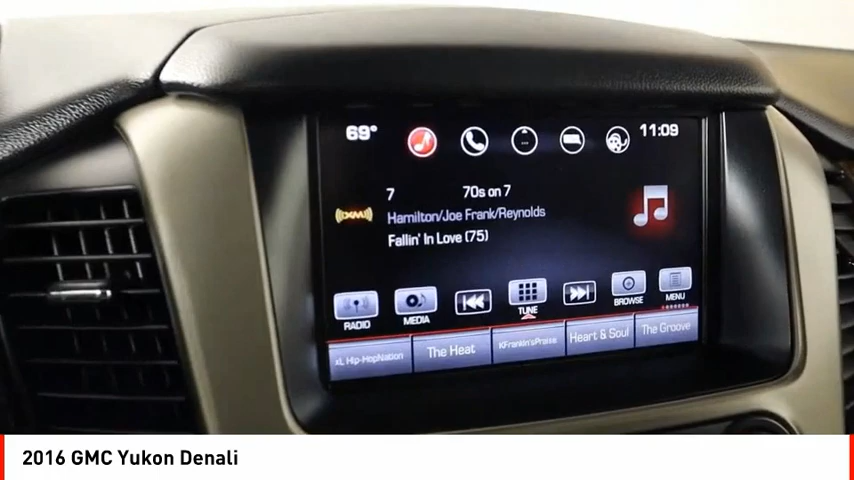 69° 11:09
7 70s on 7
((XM)) Hamilton/Joe Frank/Reynolds
Fallin' In Love (75)
RADIO MEDIA TUNE BROWSE MENU
xL Hip-HopNation The Heat KFranklin'sPraise Heart & Soul The Groove
2016 GMC Yukon Denali